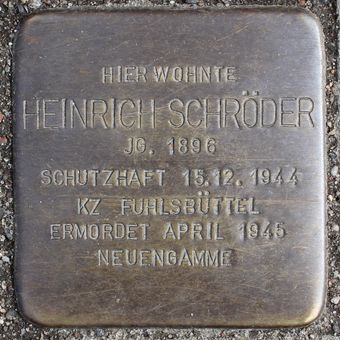 HIER WOHNTE
HEINRICH SCHRÖDER
JG. 1896
SCHUTZHAFT 15.12.1944
KZ FUHLSBÜTTEL
ERMORDET APRIL 1945
NEUENGAMME